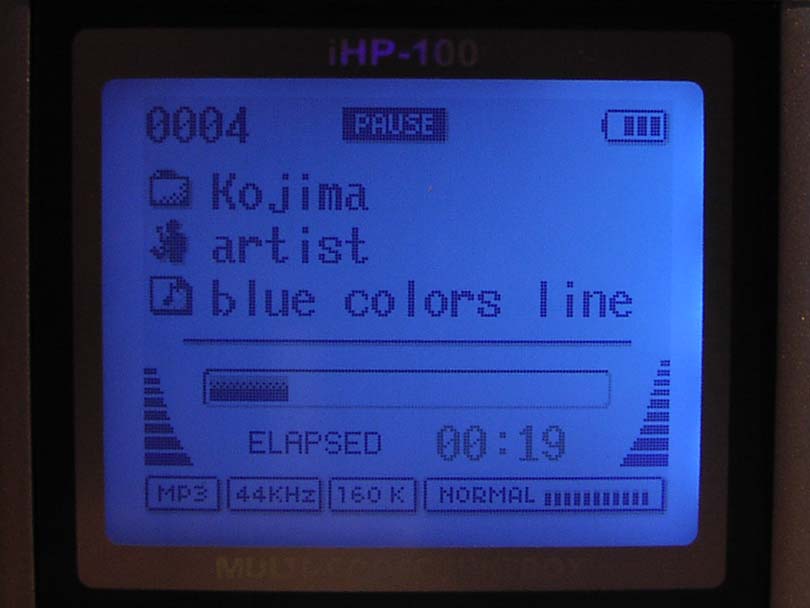 iHP-100
0004 PAUSE
Kojima
artist
blue colors line
ELAPSED 00:19
MP3 44KHz 160 K NORMAL